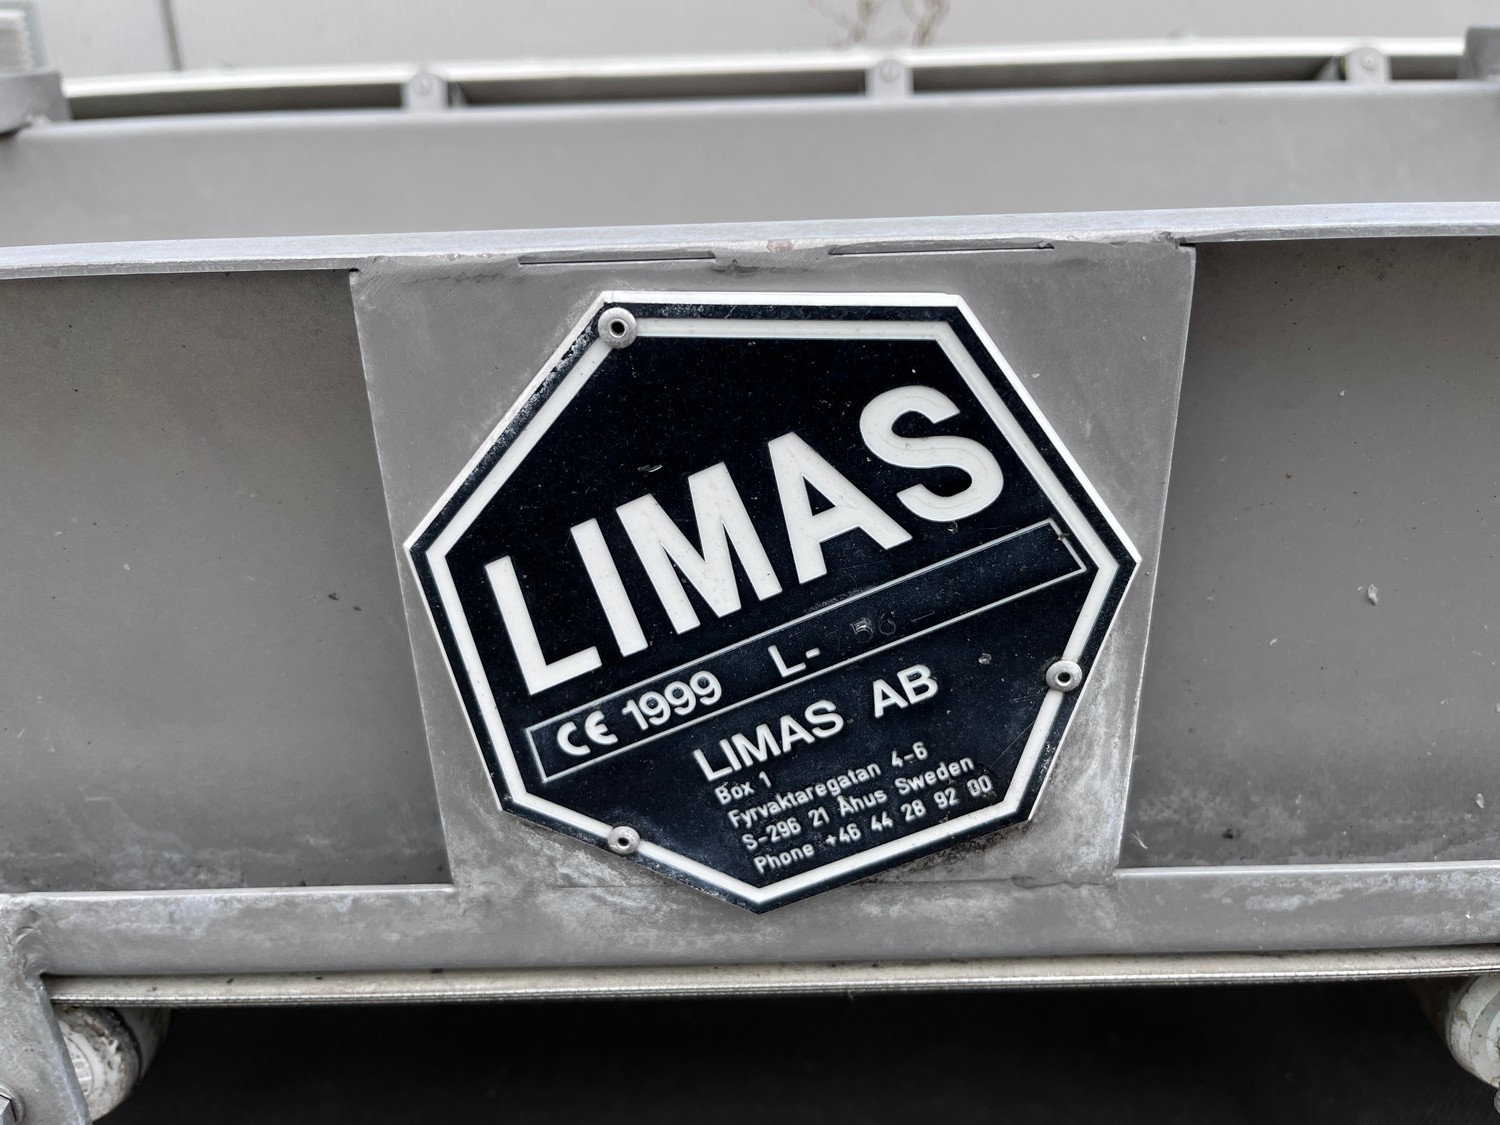 LIMAS
CE 1999 L- 56-
LIMAS AB
Box 1
Fyrvaktaregatan 4-6
S-296 21 Åhus Sweden
Phone +46 44 28 92 00